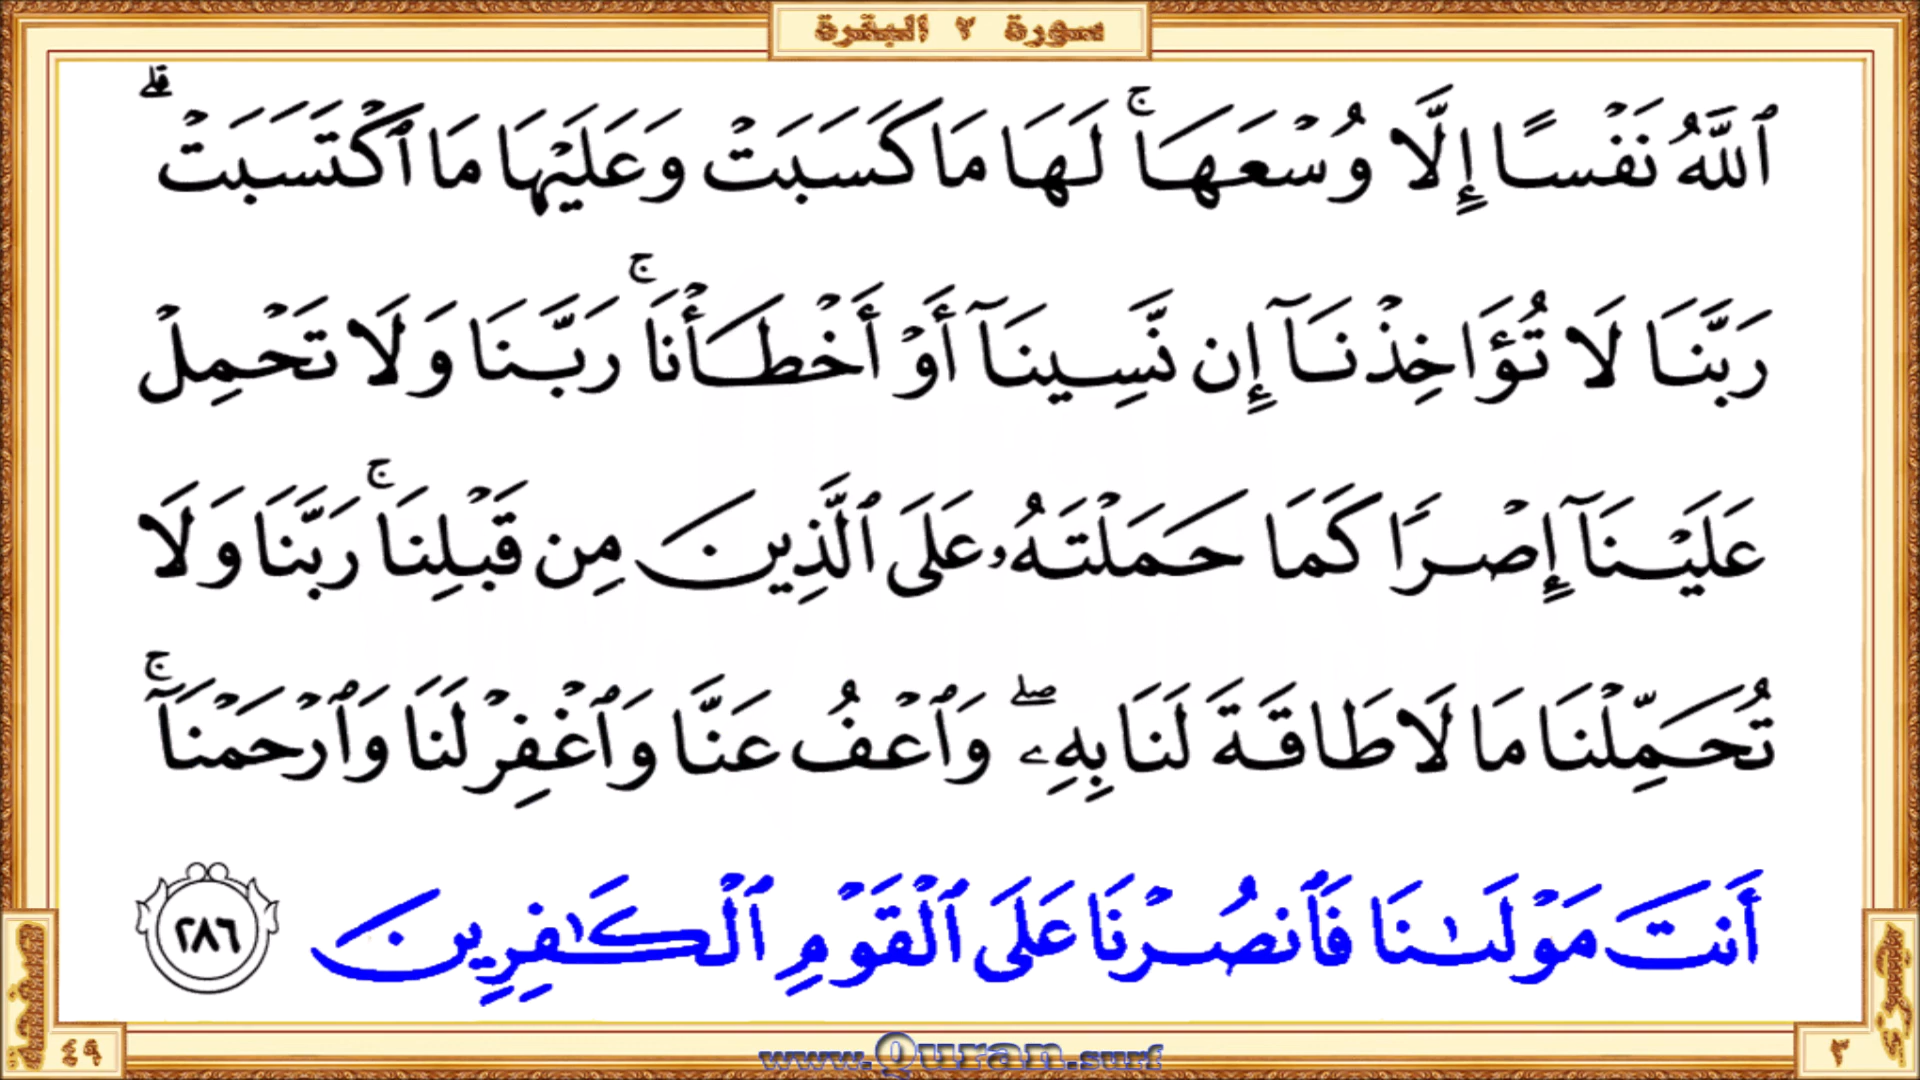 سورة ٢ البقرة
ٱللَّهُ نَفْسًا إِلَّا وُسْعَهَا ۚ لَهَا مَا كَسَبَتْ وَعَلَيْهَا مَا ٱكْتَسَبَتْ ۗ
رَبَّنَا لَا تُؤَاخِذْنَآ إِن نَّسِينَآ أَوْ أَخْطَأْنَا ۚ رَبَّنَا وَلَا تَحْمِلْ
عَلَيْنَآ إِصْرًا كَمَا حَمَلْتَهُۥ عَلَى ٱلَّذِينَ مِن قَبْلِنَا ۚ رَبَّنَا وَلَا
تُحَمِّلْنَا مَا لَا طَاقَةَ لَنَا بِهِۦ ۖ وَٱعْفُ عَنَّا وَٱغْفِرْ لَنَا وَٱرْحَمْنَآ ۚ
أَنتَ مَوْلَىٰنَا فَٱنصُرْنَا عَلَى ٱلْقَوْمِ ٱلْكَـٰفِرِينَ ٢٨٦
صفحة
٤٩
٣
www.Quran.surf